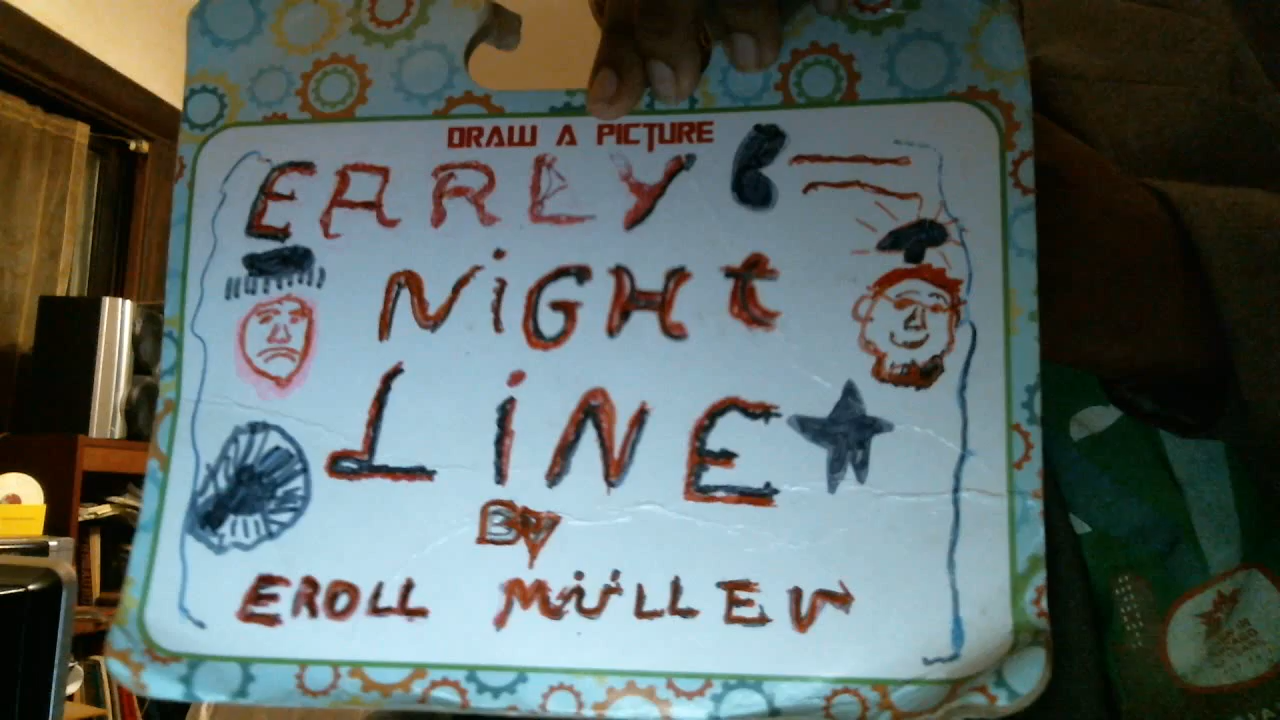 DRAW A PICTURE
EARLY
NiGHt
LiNE
By
EROLL MüLLEr